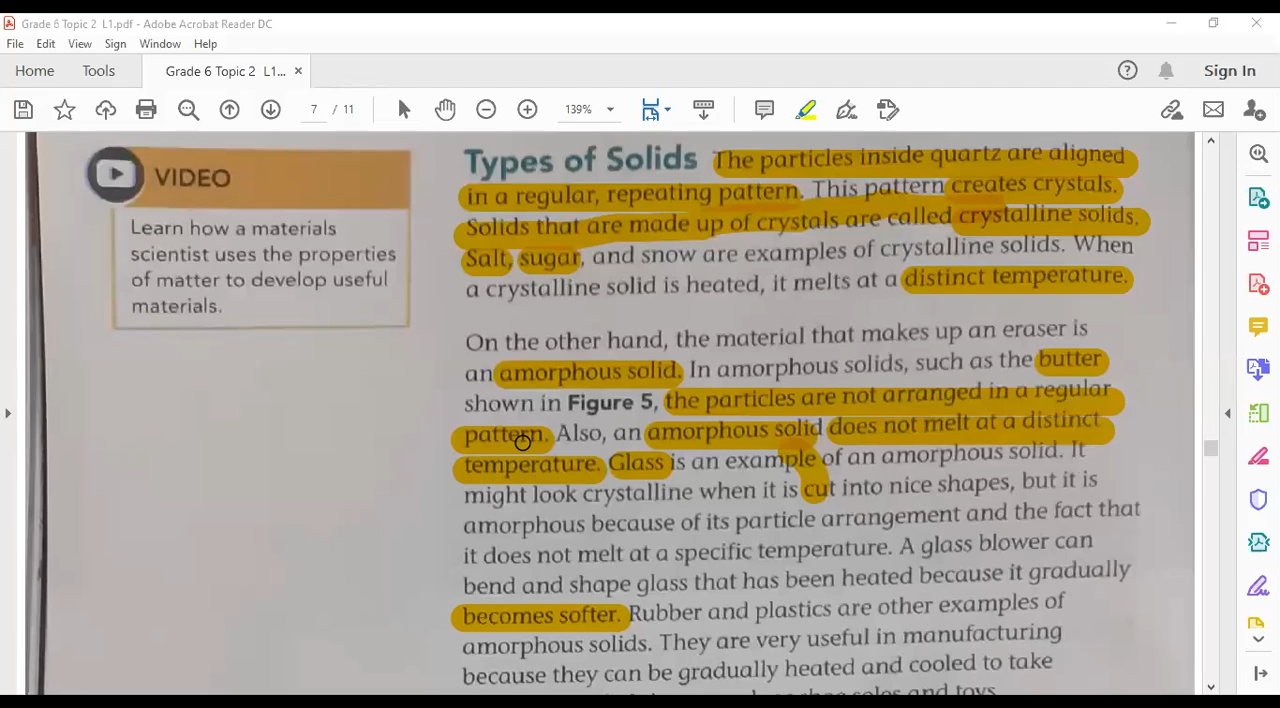 Grade 6 Topic 2 L1.pdf - Adobe Acrobat Reader DC
File Edit View Sign Window Help
Home Tools Grade 6 Topic 2 L1... × Sign In
7 / 11 139%
VIDEO
Learn how a materials
scientist uses the properties
of matter to develop useful
materials.
Types of Solids The particles inside quartz are aligned
in a regular, repeating pattern. This pattern creates crystals.
Solids that are made up of crystals are called crystalline solids.
Salt, sugar, and snow are examples of crystalline solids. When
a crystalline solid is heated, it melts at a distinct temperature.
On the other hand, the material that makes up an eraser is
an amorphous solid. In amorphous solids, such as the butter
shown in Figure 5, the particles are not arranged in a regular
pattern. Also, an amorphous solid does not melt at a distinct
temperature. Glass is an example of an amorphous solid. It
might look crystalline when it is cut into nice shapes, but it is
amorphous because of its particle arrangement and the fact that
it does not melt at a specific temperature. A glass blower can
bend and shape glass that has been heated because it gradually
becomes softer. Rubber and plastics are other examples of
amorphous solids. They are very useful in manufacturing
because they can be gradually heated and cooled to take
soles and toys